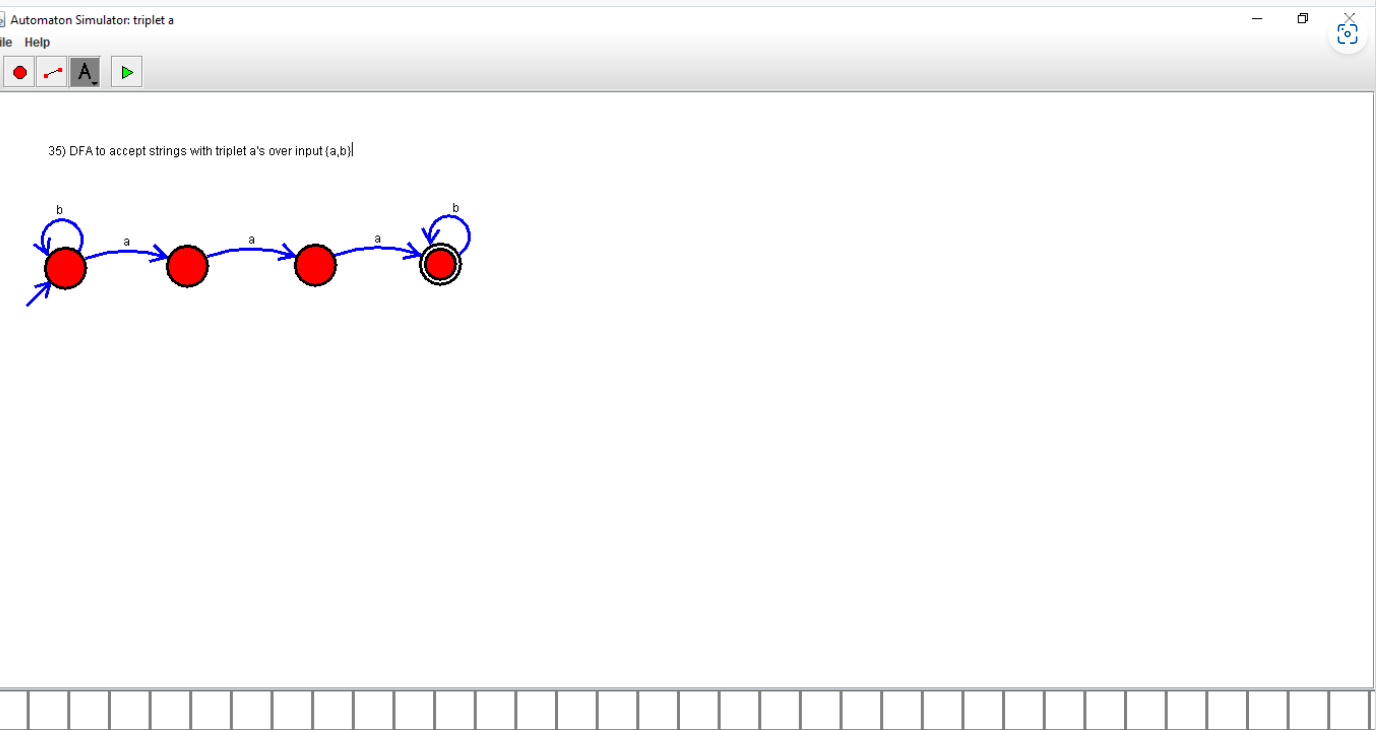 Automaton Simulator: triplet a
ile Help
A
35) DFA to accept strings with triplet a's over input {a,b}
b
b
a
a
a